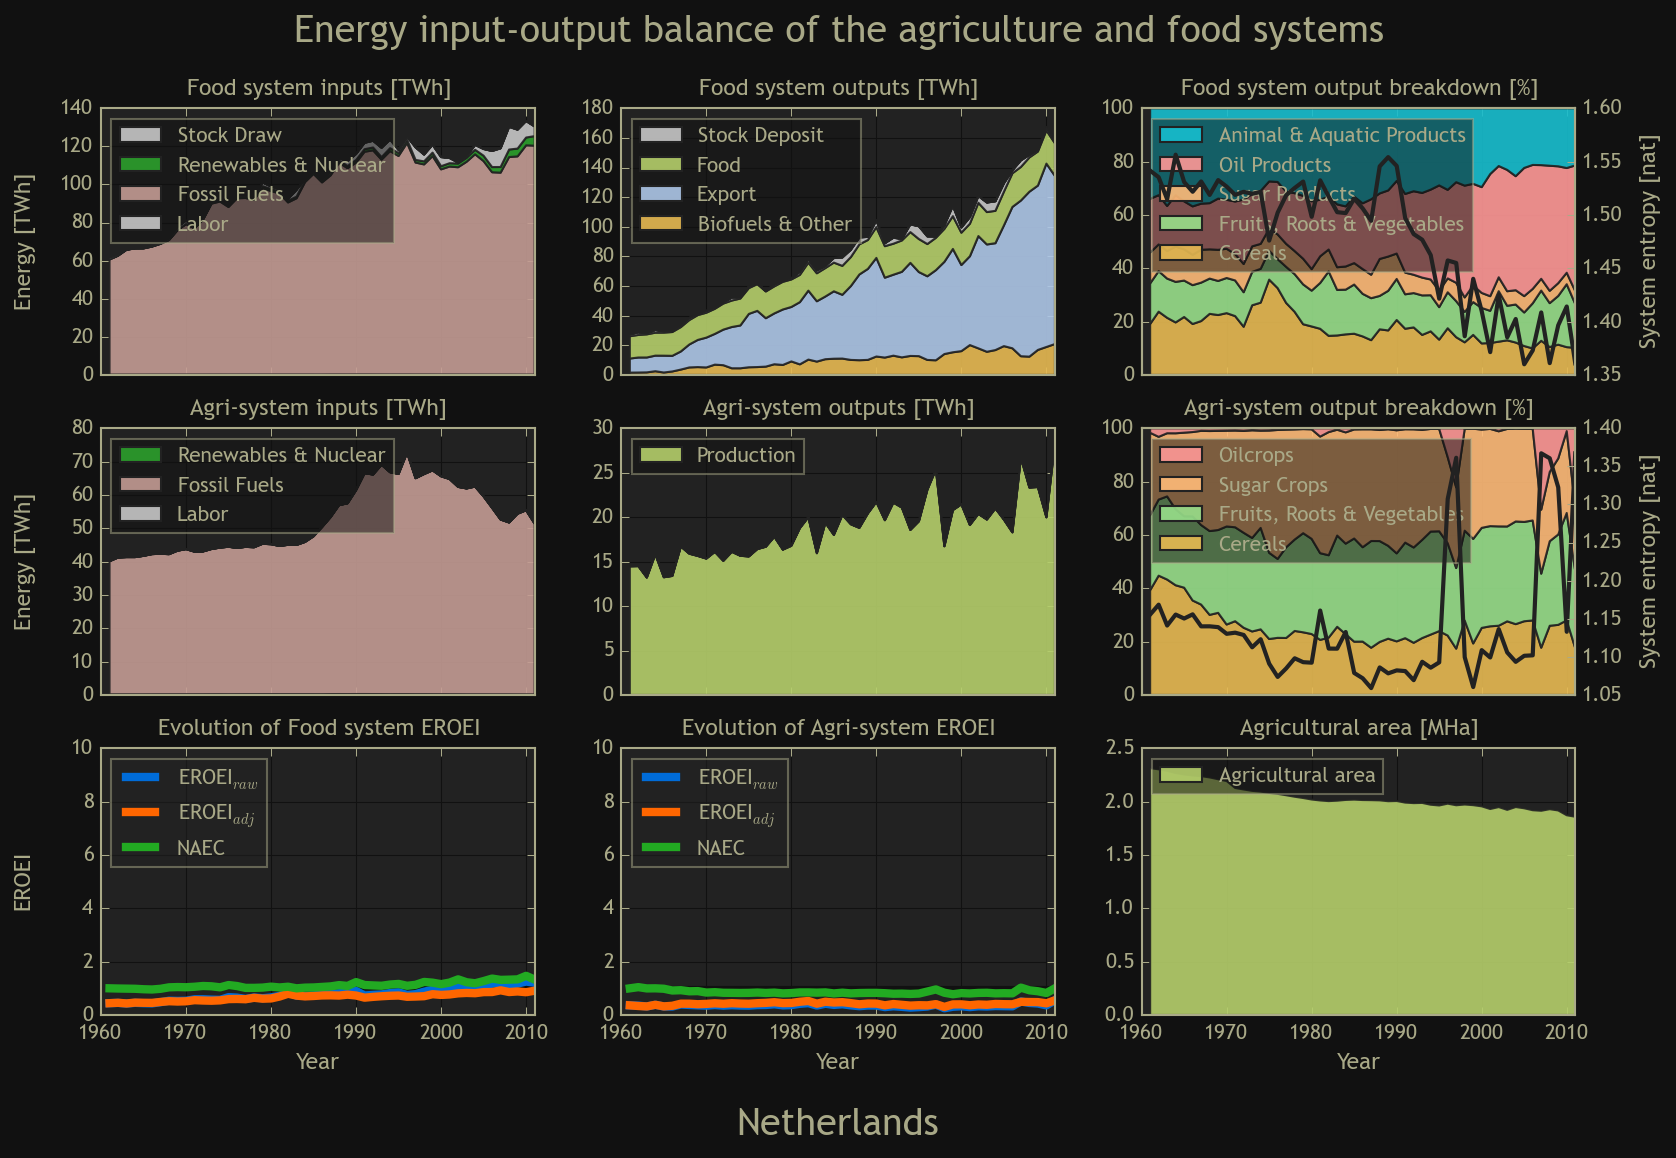 Energy input-output balance of the agriculture and food systems
Food system inputs [TWh]
Energy [TWh]
140
120
100
80
60
40
20
0
Stock Draw
Renewables & Nuclear
Fossil Fuels
Labor
Food system outputs [TWh]
180
160
140
120
100
80
60
40
20
0
Stock Deposit
Food
Export
Biofuels & Other
Food system output breakdown [%]
100
80
60
40
20
0
Animal & Aquatic Products
Oil Products
Sugar Products
Fruits, Roots & Vegetables
Cereals
1.60
1.55
1.50
1.45
1.40
1.35
System entropy [nat]
Agri-system inputs [TWh]
Energy [TWh]
80
70
60
50
40
30
20
10
0
Renewables & Nuclear
Fossil Fuels
Labor
Agri-system outputs [TWh]
30
25
20
15
10
5
0
Production
Agri-system output breakdown [%]
100
80
60
40
20
0
Oilcrops
Sugar Crops
Fruits, Roots & Vegetables
Cereals
1.40
1.35
1.30
1.25
1.20
1.15
1.10
1.05
System entropy [nat]
Evolution of Food system EROEI
EROEI
10
8
6
4
2
0
EROEI raw
EROEI adj
NAEC
1960 1970 1980 1990 2000 2010
Year
Evolution of Agri-system EROEI
10
8
6
4
2
0
EROEI raw
EROEI adj
NAEC
1960 1970 1980 1990 2000 2010
Year
Agricultural area [MHa]
2.5
2.0
1.5
1.0
0.5
0.0
Agricultural area
1960 1970 1980 1990 2000 2010
Year
Netherlands